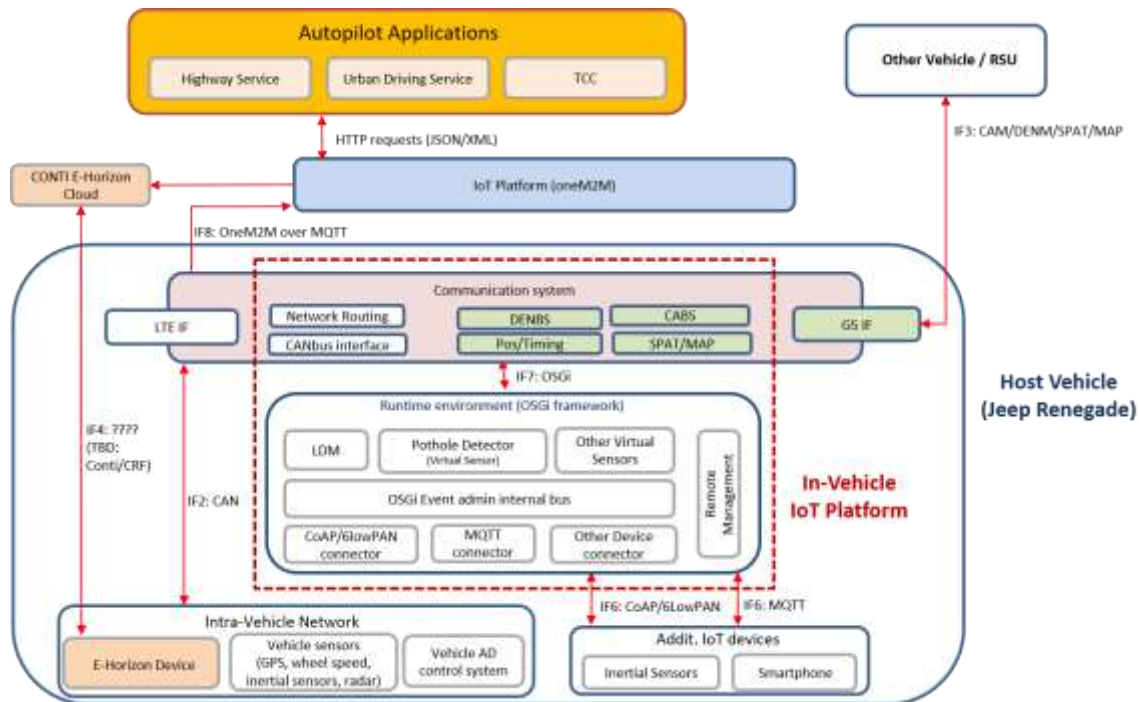 Autopilot Applications
Highway Service
Urban Driving Service
TCC
Other Vehicle / RSU
HTTP requests (JSON/XML)
IF3: CAM/DENM/SPAT/MAP
CONTI E-Horizon
Cloud
IoT Platform (oneM2M)
IF8: OneM2M over MQTT
Communication system
LTE IF
Network Routing
CANbus interface
DENBS
CABS
Pos/Timing
SPAT/MAP
G5 IF
IF7: OSGi
Host Vehicle
(Jeep Renegade)
Runtime environment (OSGi framework)
IF4: ????
(TBD:
Conti/CRF)
LDM
Pothole Detector
(Virtual Sensor)
Other Virtual
Sensors
Remote
Management
In-Vehicle
IoT Platform
IF2: CAN
OSGi Event admin internal bus
CoAP/6lowPAN
connector
MQTT
connector
Other Device
connector
IF6: CoAP/6LowPAN
IF6: MQTT
Intra-Vehicle Network
E-Horizon Device
Vehicle sensors
(GPS, wheel speed,
inertial sensors, radar)
Vehicle AD
control system
Addit. IoT devices
Inertial Sensors
Smartphone